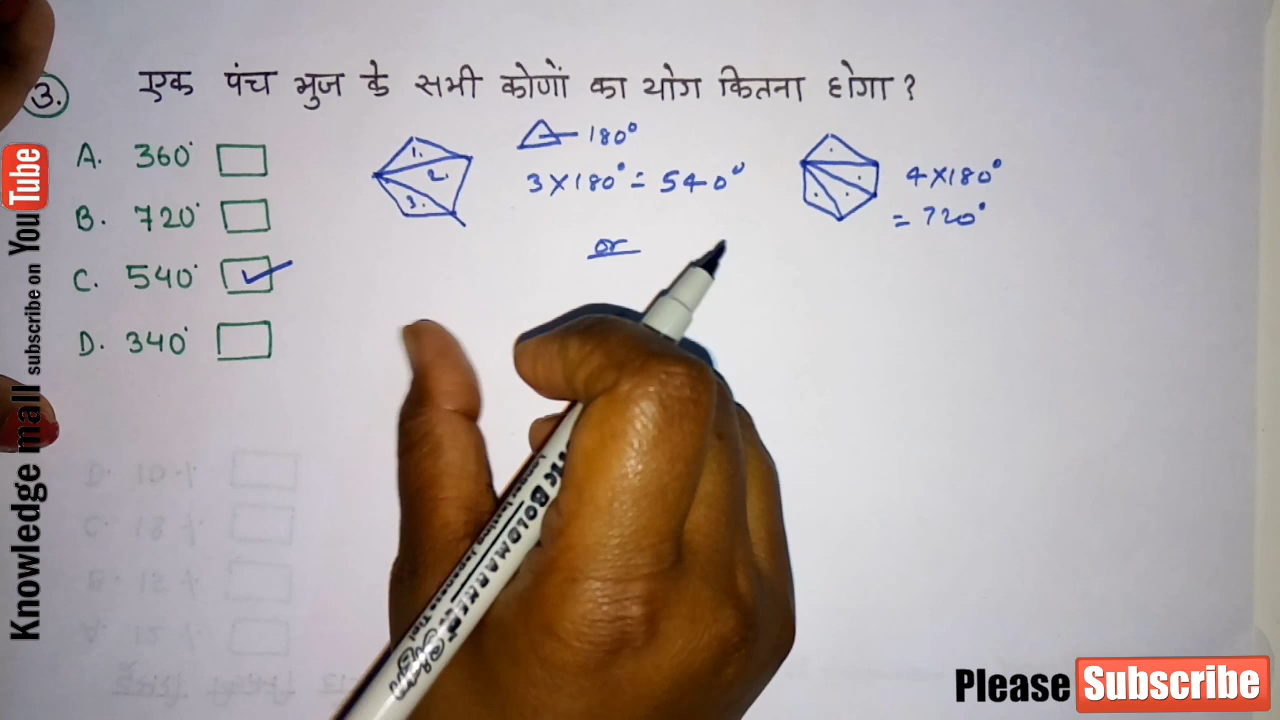 3. एक पंच भुज के सभी कोणों का योग कितना होगा ?
A. 360°
B. 720°
C. 540°
D. 340°
1.
2.
3.
180°
3 × 180° = 540°
or
4 × 180°
= 720°
Knowledge mall subscribe on YouTube
BOLDMARKER
Please Subscribe